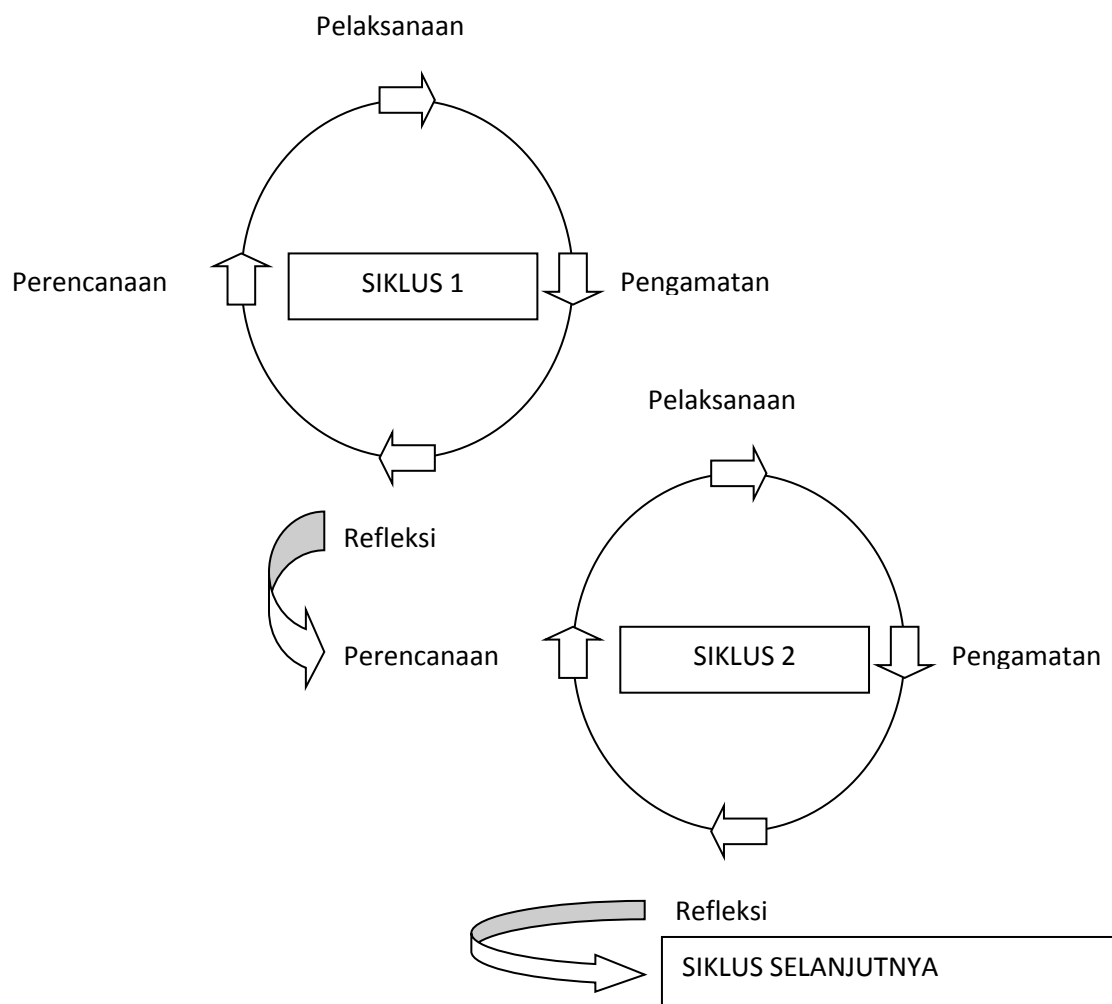 Pelaksanaan
Perencanaan
SIKLUS 1
Pengamatan
Pelaksanaan
Refleksi
Perencanaan
SIKLUS 2
Pengamatan
Refleksi
SIKLUS SELANJUTNYA